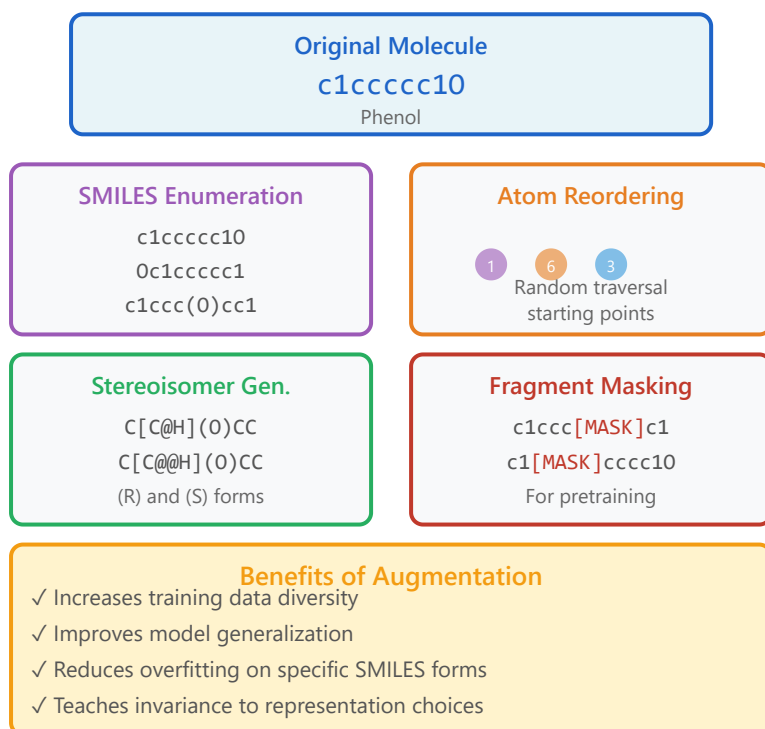 Original Molecule
c1ccccc1O
Phenol
SMILES Enumeration
c1ccccc1O
Oc1ccccc1
c1ccc(O)cc1
Atom Reordering
1 6 3
Random traversal
starting points
Stereoisomer Gen.
C[C@H](O)CC
C[C@@H](O)CC
(R) and (S) forms
Fragment Masking
c1ccc[MASK]c1
c1[MASK]cccc1O
For pretraining
Benefits of Augmentation
✓ Increases training data diversity
✓ Improves model generalization
✓ Reduces overfitting on specific SMILES forms
✓ Teaches invariance to representation choices